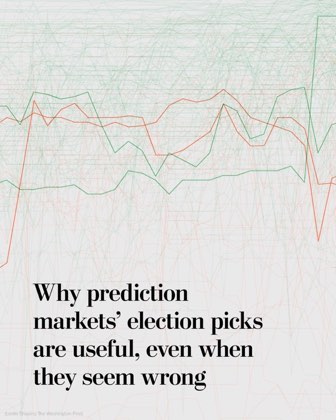 Why prediction
markets’ election picks
are useful, even when
they seem wrong